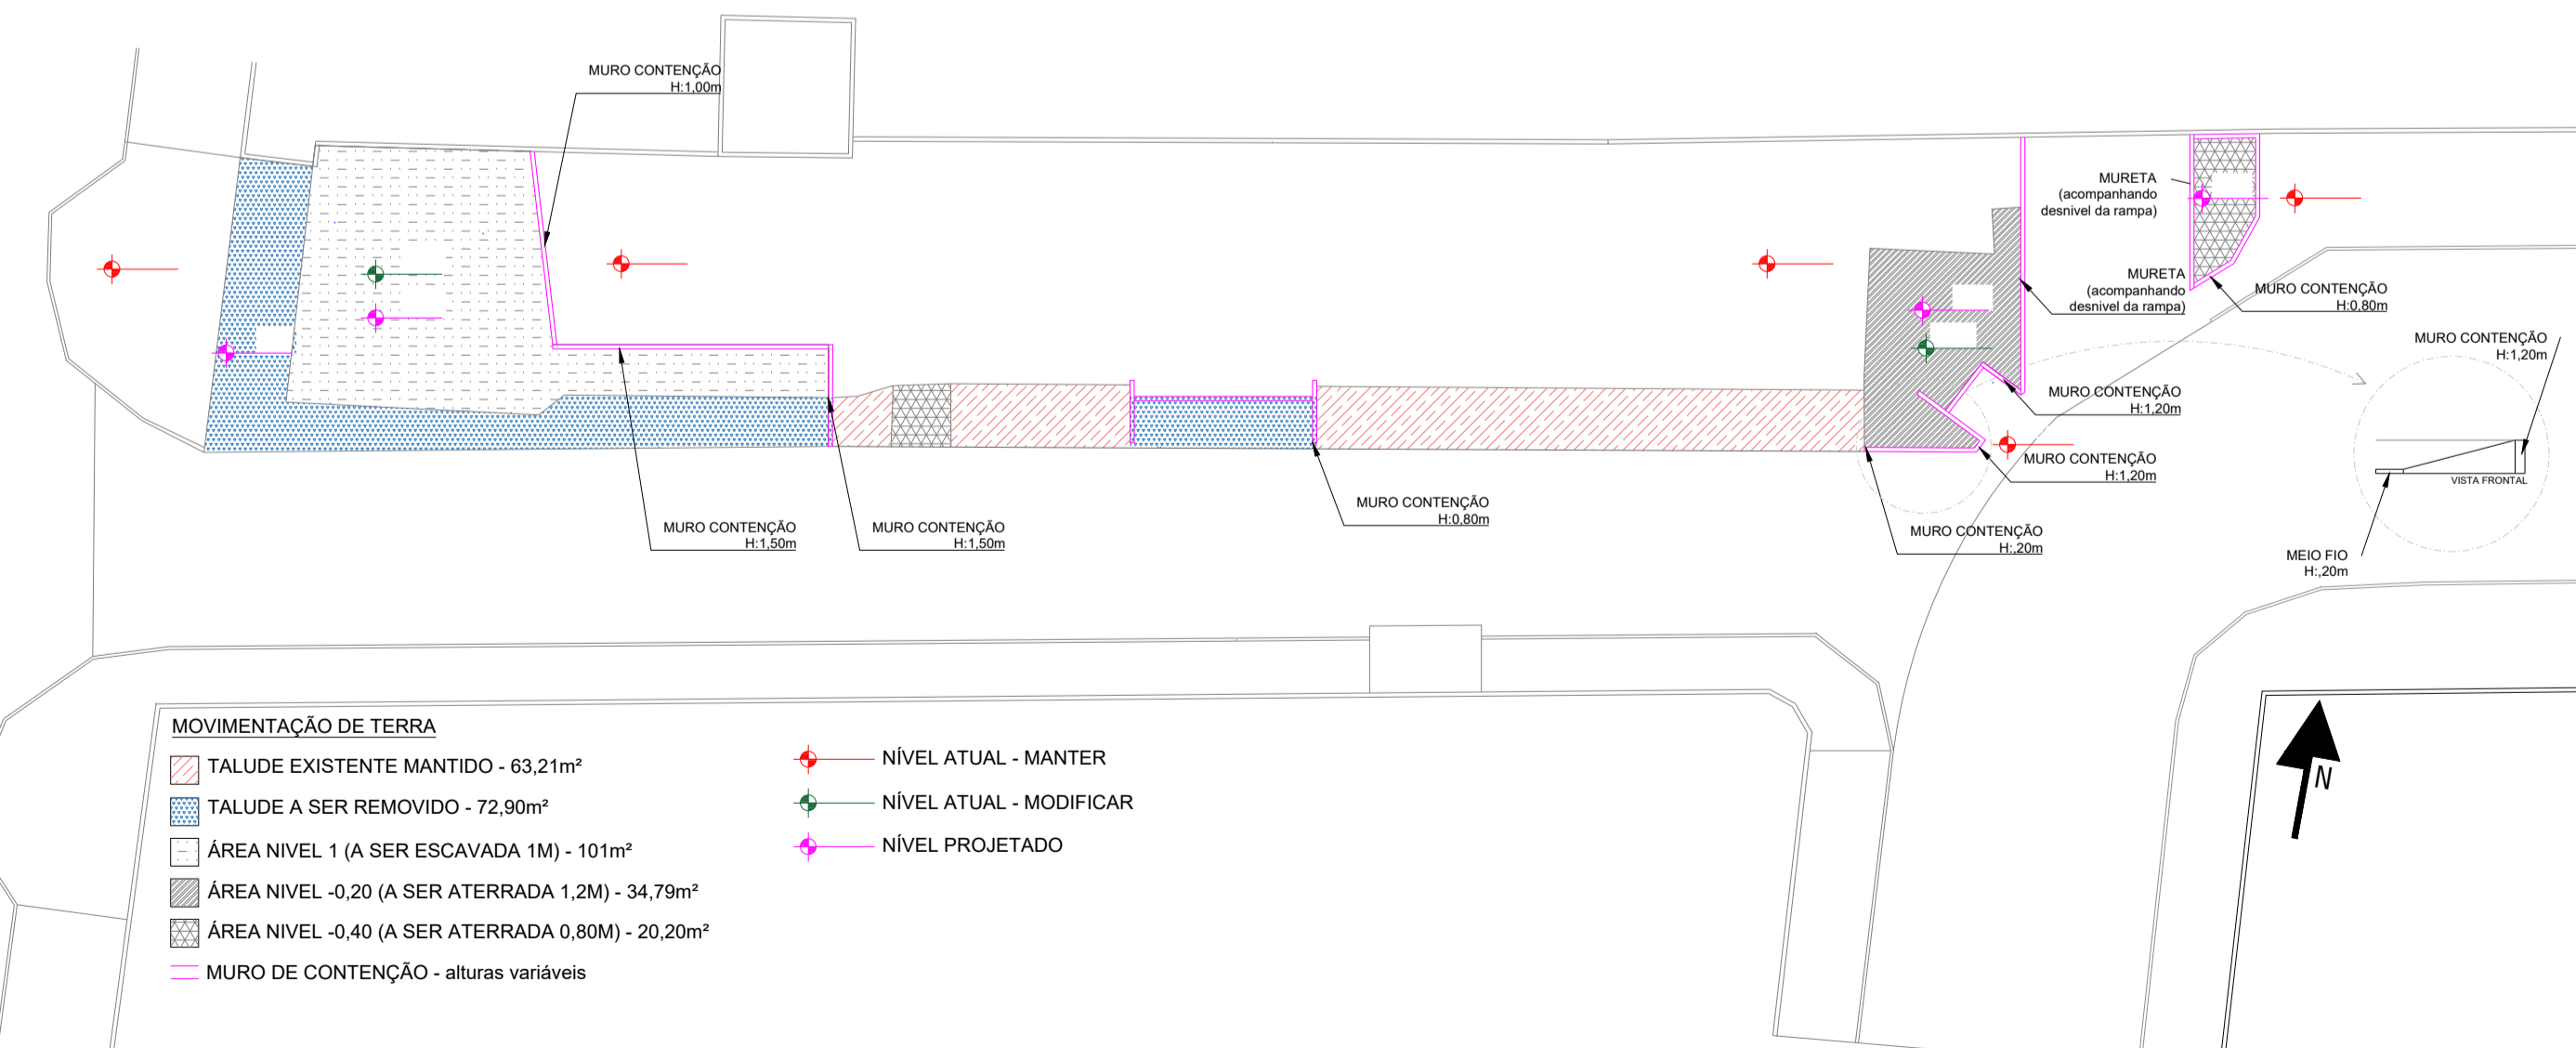 MURO CONTENÇÃO
H:1,00m
MURETA
(acompanhando
desnivel da rampa)
MURETA
(acompanhando
desnivel da rampa)
MURO CONTENÇÃO
H:0,80m
MURO CONTENÇÃO
H:1,20m
MURO CONTENÇÃO
H:1,20m
MURO CONTENÇÃO
H:1,20m
VISTA FRONTAL
MURO CONTENÇÃO
H:0,80m
MURO CONTENÇÃO
H:1,50m
MURO CONTENÇÃO
H:1,50m
MURO CONTENÇÃO
H:,20m
MEIO FIO
H:,20m
MOVIMENTAÇÃO DE TERRA
TALUDE EXISTENTE MANTIDO - 63,21m²
TALUDE A SER REMOVIDO - 72,90m²
ÁREA NIVEL 1 (A SER ESCAVADA 1M) - 101m²
ÁREA NIVEL -0,20 (A SER ATERRADA 1,2M) - 34,79m²
ÁREA NIVEL -0,40 (A SER ATERRADA 0,80M) - 20,20m²
MURO DE CONTENÇÃO - alturas variáveis
NÍVEL ATUAL - MANTER
NÍVEL ATUAL - MODIFICAR
NÍVEL PROJETADO
N